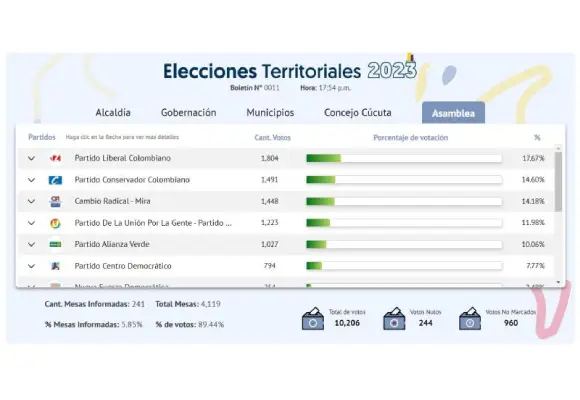 Elecciones Territoriales 2023
Boletín N° 0011 Hora: 17:54 p.m.
Alcaldía Gobernación Municipios Concejo Cúcuta Asamblea
Partidos Haga clic en la flecha para ver más detalles Cant. Votos Porcentaje de votación %
Partido Liberal Colombiano 1,804 17.67%
Partido Conservador Colombiano 1,491 14.60%
Cambio Radical - Mira 1,448 14.18%
Partido De La Unión Por La Gente - Partido ... 1,223 11.98%
Partido Alianza Verde 1,027 10.06%
Partido Centro Democrático 794 7.77%
Nueva Fuerza Democrática
Cant. Mesas Informadas: 241 Total Mesas: 4,119
% Mesas Informadas: 5.85% % de votos: 89.44%
Total de votos 10,206
Votos Nulos 244
Votos No Marcados 960